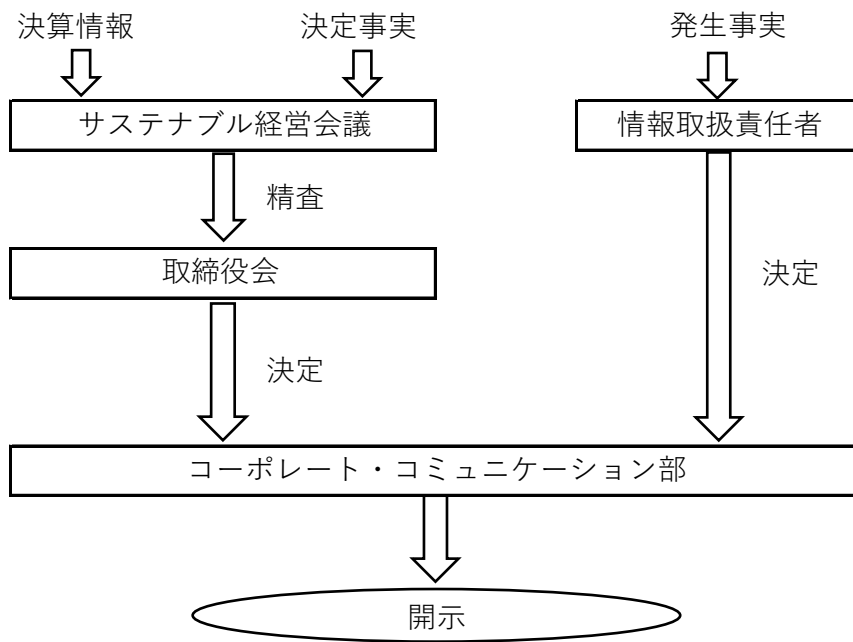 決算情報
決定事実
発生事実
サステナブル経営会議
情報取扱責任者
精査
取締役会
決定
決定
コーポレート・コミュニケーション部
開示